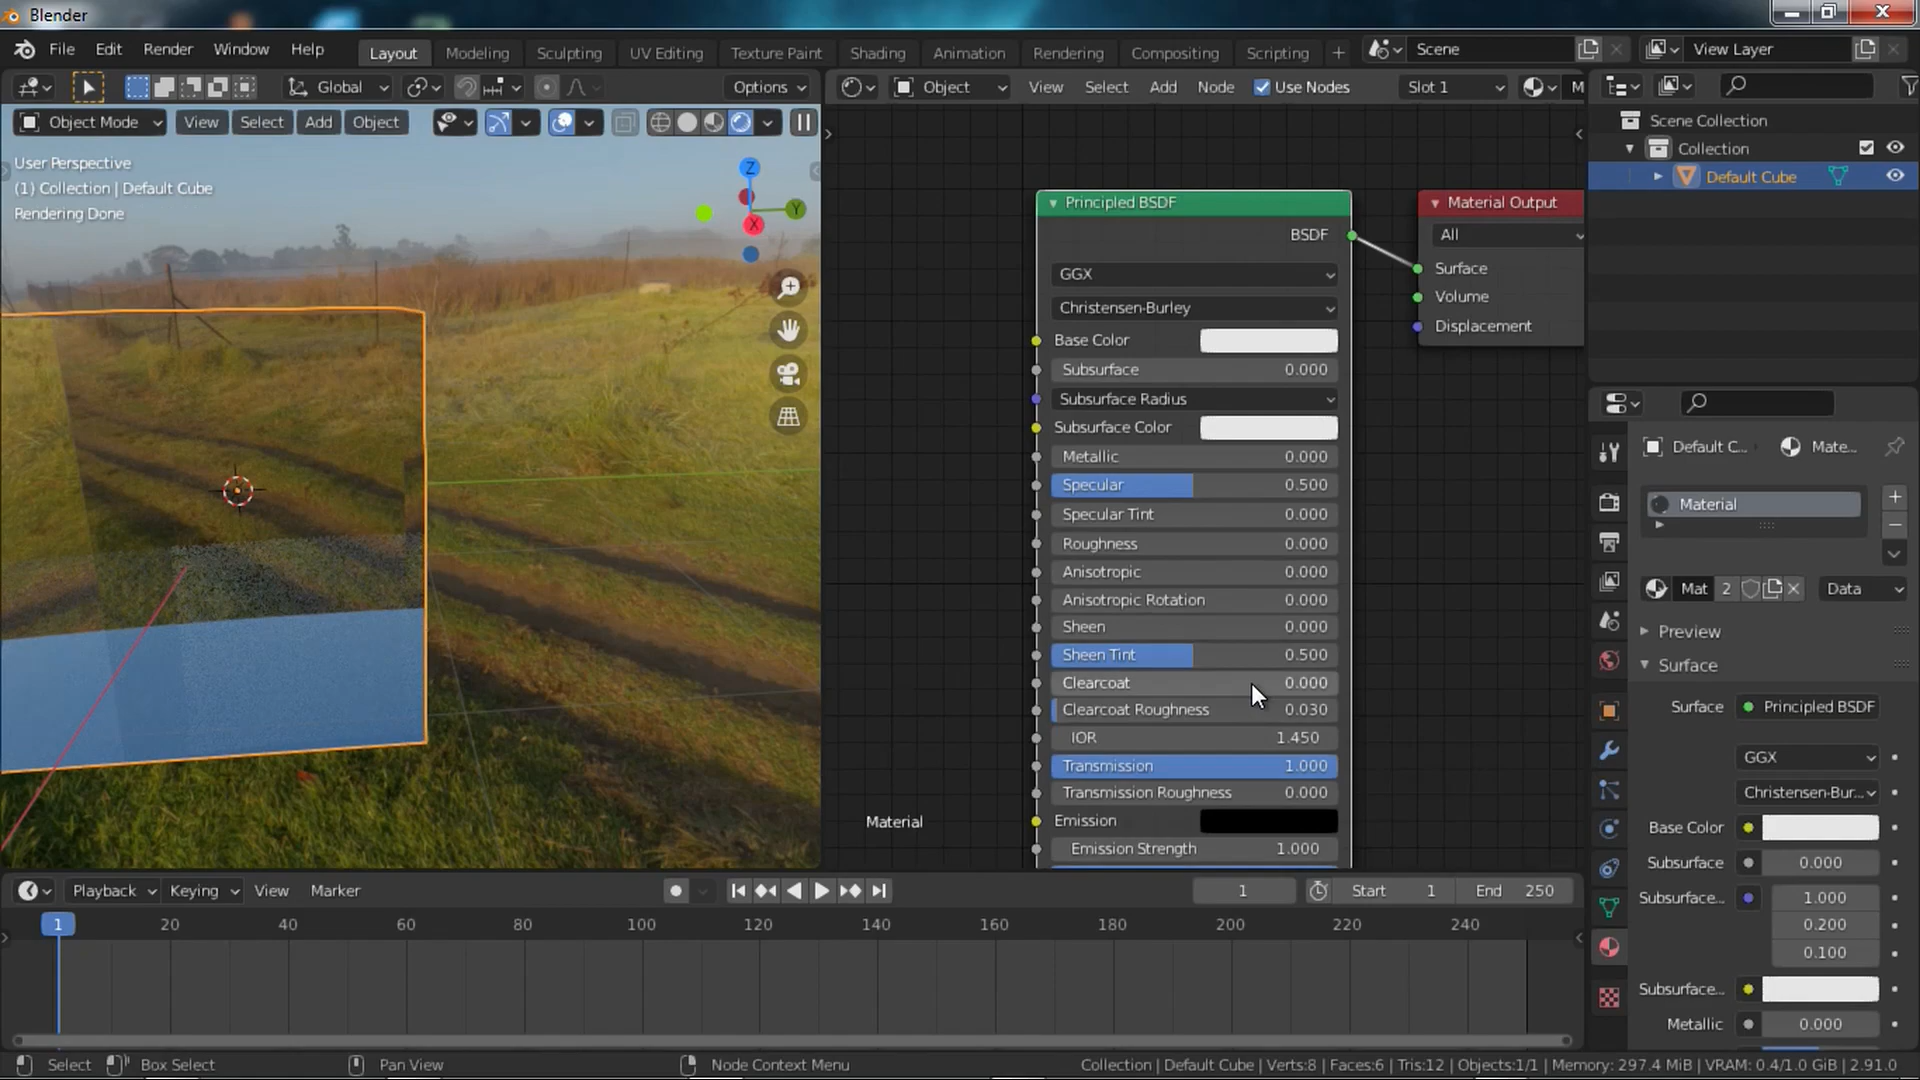 Blender
File Edit Render Window Help
Layout Modeling Sculpting UV Editing Texture Paint Shading Animation Rendering Compositing Scripting +
Scene
View Layer
Global
Options
Object View Select Add Node Use Nodes Slot 1 M
Object Mode View Select Add Object
User Perspective
(1) Collection | Default Cube
Rendering Done
Z
Y
X
Principled BSDF
BSDF
GGX
Christensen-Burley
Base Color
Subsurface 0.000
Subsurface Radius
Subsurface Color
Metallic 0.000
Specular 0.500
Specular Tint 0.000
Roughness 0.000
Anisotropic 0.000
Anisotropic Rotation 0.000
Sheen 0.000
Sheen Tint 0.500
Clearcoat 0.000
Clearcoat Roughness 0.030
IOR 1.450
Transmission 1.000
Transmission Roughness 0.000
Emission
Emission Strength 1.000
Material
Material Output
All
Surface
Volume
Displacement
Scene Collection
Collection
Default Cube
Default C... Mate...
Material
Mat 2 Data
Preview
Surface
Surface Principled BSDF
GGX
Christensen-Bur...
Base Color
Subsurface 0.000
Subsurface... 1.000
0.200
0.100
Subsurface...
Metallic 0.000
Playback Keying View Marker
1 Start 1 End 250
1 20 40 60 80 100 120 140 160 180 200 220 240
Select Box Select Pan View Node Context Menu Collection | Default Cube | Verts:8 | Faces:6 | Tris:12 | Objects:1/1 | Memory: 297.4 MiB | VRAM: 0.4/1.0 GiB | 2.91.0